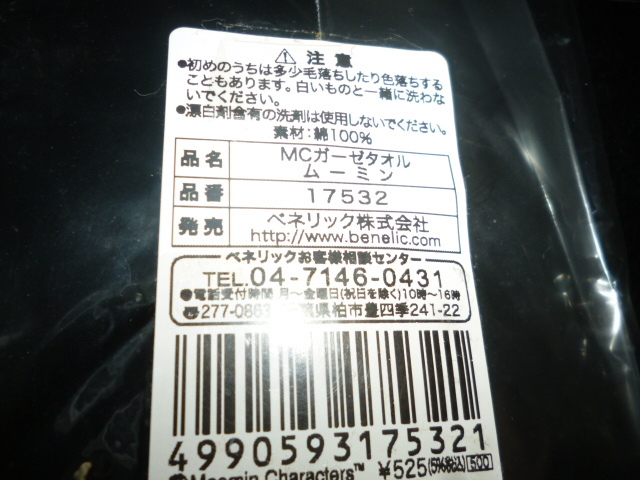 注意
●初めのうちは多少毛落ちしたり色落ちする
こともあります。白いものと一緒に洗わな
いでください。
●漂白剤含有の洗剤は使用しないでください。
素材：綿100%
品名 MCガーゼタオル
ムーミン
品番 17532
発売 ベネリック株式会社
http://www.benelic.com
ベネリックお客様相談センター
TEL.04-7146-0431
●電話受付時間 月～金曜日(祝日を除く)10時～16時
277-0863 県柏市豊四季241-22
4990593175321
Moomin Characters™ ¥525(5%税込) 500